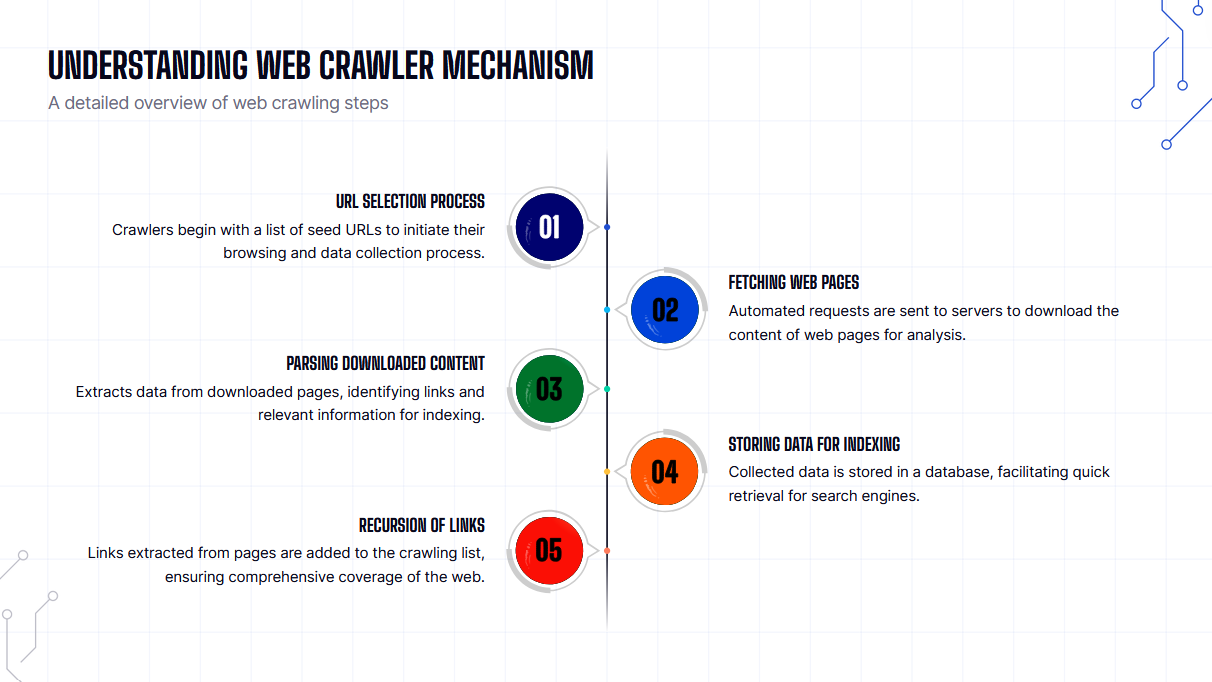 UNDERSTANDING WEB CRAWLER MECHANISM
A detailed overview of web crawling steps
URL SELECTION PROCESS
Crawlers begin with a list of seed URLs to initiate their
browsing and data collection process.
01
02
FETCHING WEB PAGES
Automated requests are sent to servers to download the
content of web pages for analysis.
PARSING DOWNLOADED CONTENT
Extracts data from downloaded pages, identifying links and
relevant information for indexing.
03
04
STORING DATA FOR INDEXING
Collected data is stored in a database, facilitating quick
retrieval for search engines.
RECURSION OF LINKS
Links extracted from pages are added to the crawling list,
ensuring comprehensive coverage of the web.
05